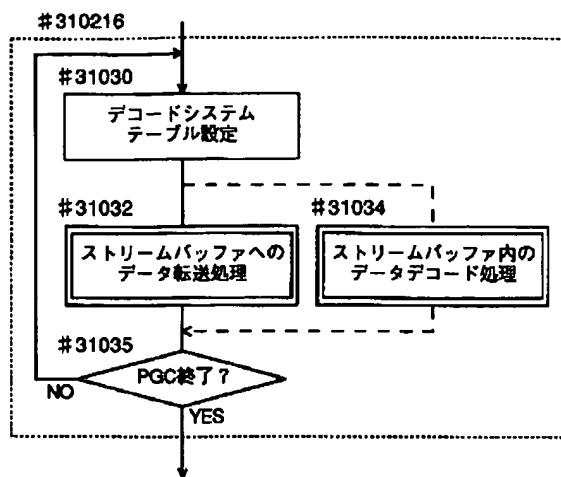 #310216
#31030
デコードシステム
テーブル設定
#31032
#31034
ストリームバッファへの
データ転送処理
ストリームバッファ内の
データデコード処理
#31035
PGC終了?
NO
YES